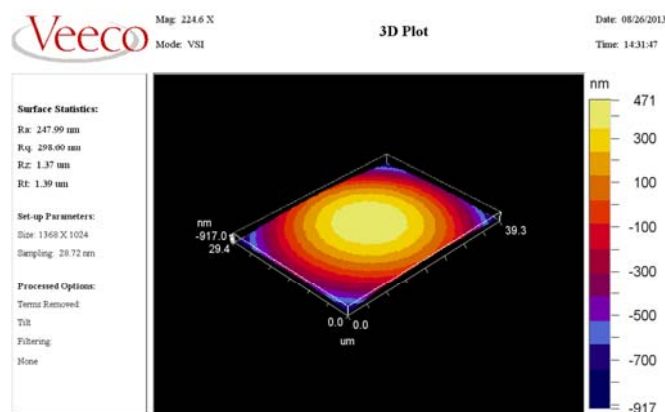 Veeco
Mag: 224.6 X
Mode: VSI
3D Plot
Date: 08/26/2013
Time: 14:31:47
Surface Statistics:
Ra: 247.99 nm
Rq: 298.60 nm
Rz: 1.37 um
Rt: 1.39 um
Set-up Parameters:
Size: 1368 X 1024
Sampling: 28.72 nm
Processed Options:
Terms Removed:
Tilt
Filtering:
None
nm
-917.0
29.4
0.0 0.0
um
39.3
nm
471
300
100
-100
-300
-500
-700
-917